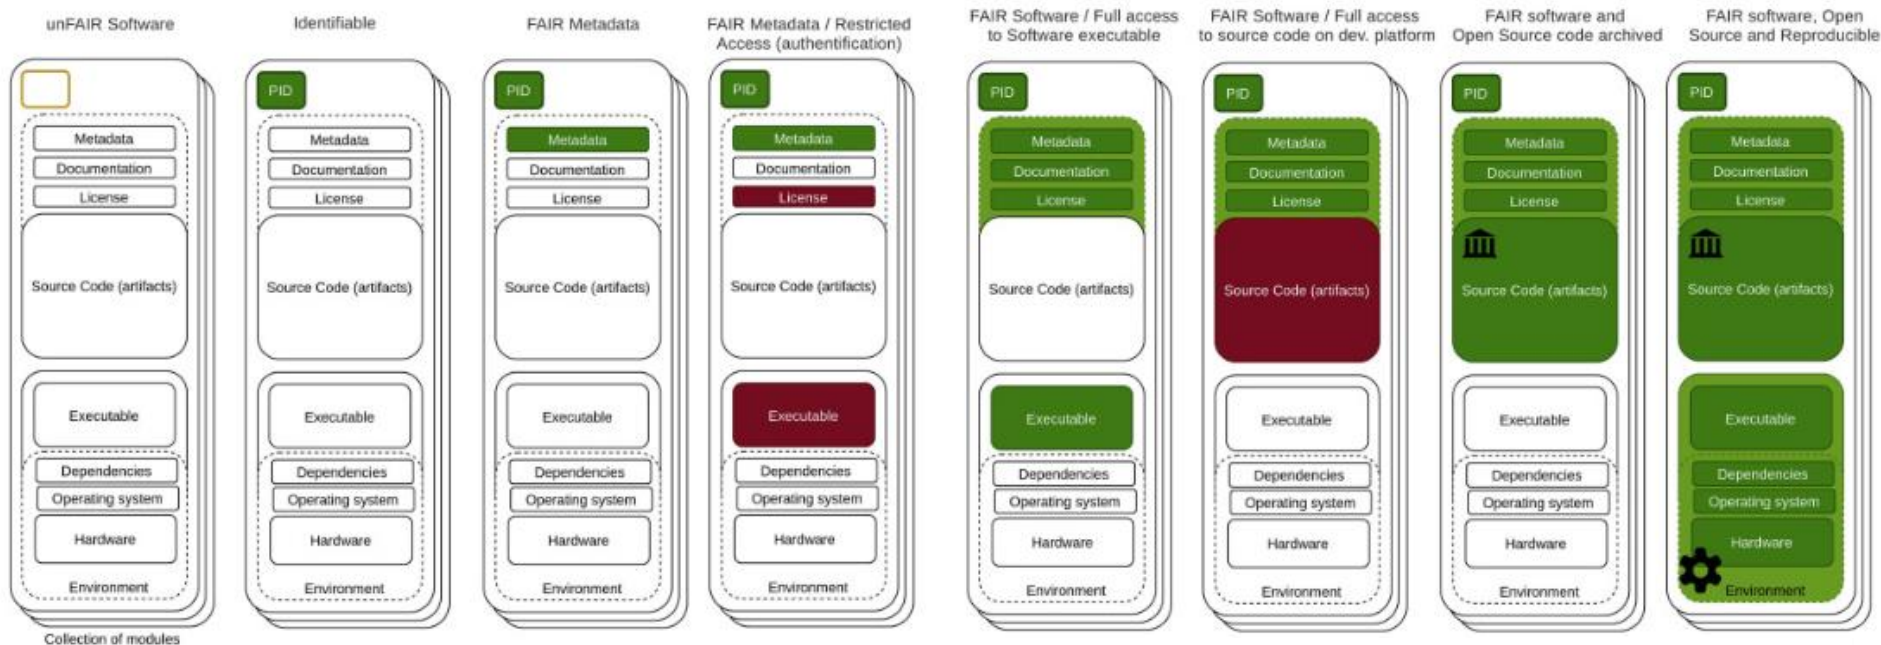 unFAIR Software
PID
Metadata
Documentation
License
Source Code (artifacts)
Executable
Dependencies
Operating system
Hardware
Environment
Collection of modules
Identifiable
PID
Metadata
Documentation
License
Source Code (artifacts)
Executable
Dependencies
Operating system
Hardware
Environment
FAIR Metadata
PID
Metadata
Documentation
License
Source Code (artifacts)
Executable
Dependencies
Operating system
Hardware
Environment
FAIR Metadata / Restricted
Access (authentification)
PID
Metadata
Documentation
License
Source Code (artifacts)
Executable
Dependencies
Operating system
Hardware
Environment
FAIR Software / Full access
to Software executable
PID
Metadata
Documentation
License
Source Code (artifacts)
Executable
Dependencies
Operating system
Hardware
Environment
FAIR Software / Full access
to source code on dev. platform
PID
Metadata
Documentation
License
Source Code (artifacts)
Executable
Dependencies
Operating system
Hardware
Environment
FAIR software and
Open Source code archived
PID
Metadata
Documentation
License
Source Code (artifacts)
Executable
Dependencies
Operating system
Hardware
Environment
FAIR software, Open
Source and Reproducible
PID
Metadata
Documentation
License
Source Code (artifacts)
Executable
Dependencies
Operating system
Hardware
Environment